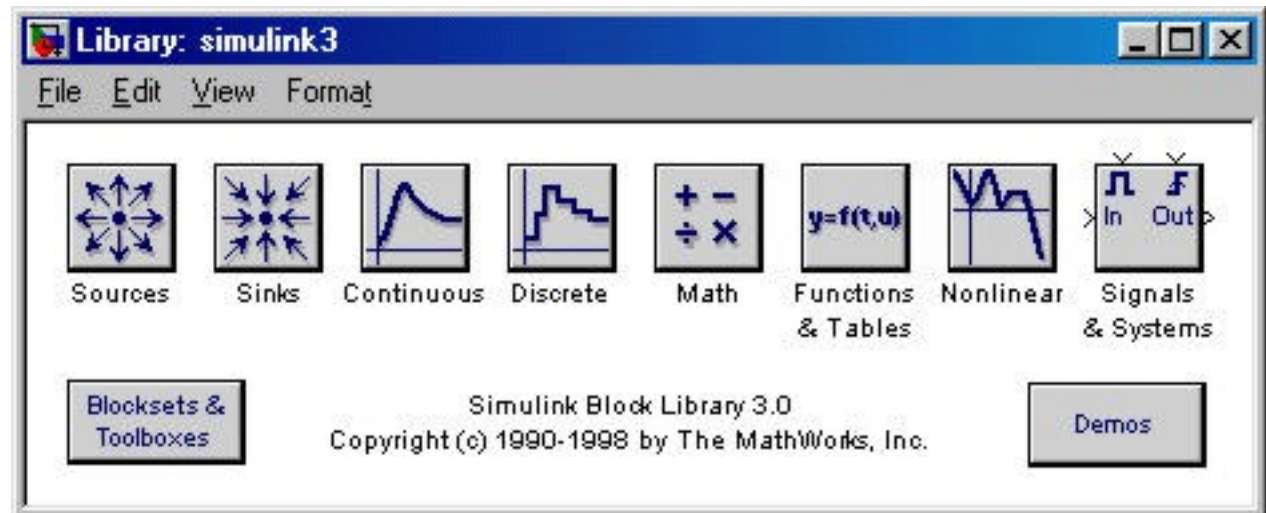 Library: simulink3
File Edit View Format
y=f(t,u)
In Out
Sources Sinks Continuous Discrete Math Functions & Tables Nonlinear Signals & Systems
Blocksets &
Toolboxes
Simulink Block Library 3.0
Copyright (c) 1990-1998 by The MathWorks, Inc.
Demos